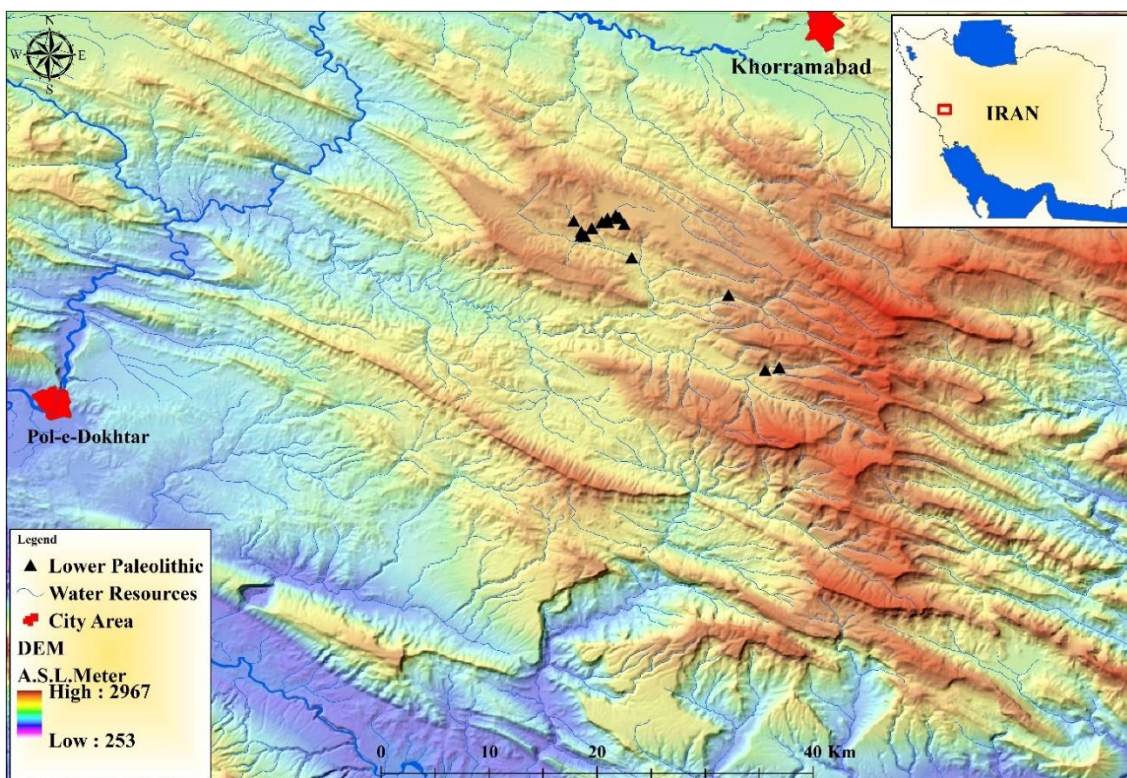 N
W E
S
Khorramabad
IRAN
Pol-e-Dokhtar
Legend
Lower Paleolithic
Water Resources
City Area
DEM
A.S.L.Meter
High : 2967
Low : 253
0 10 20 40 Km